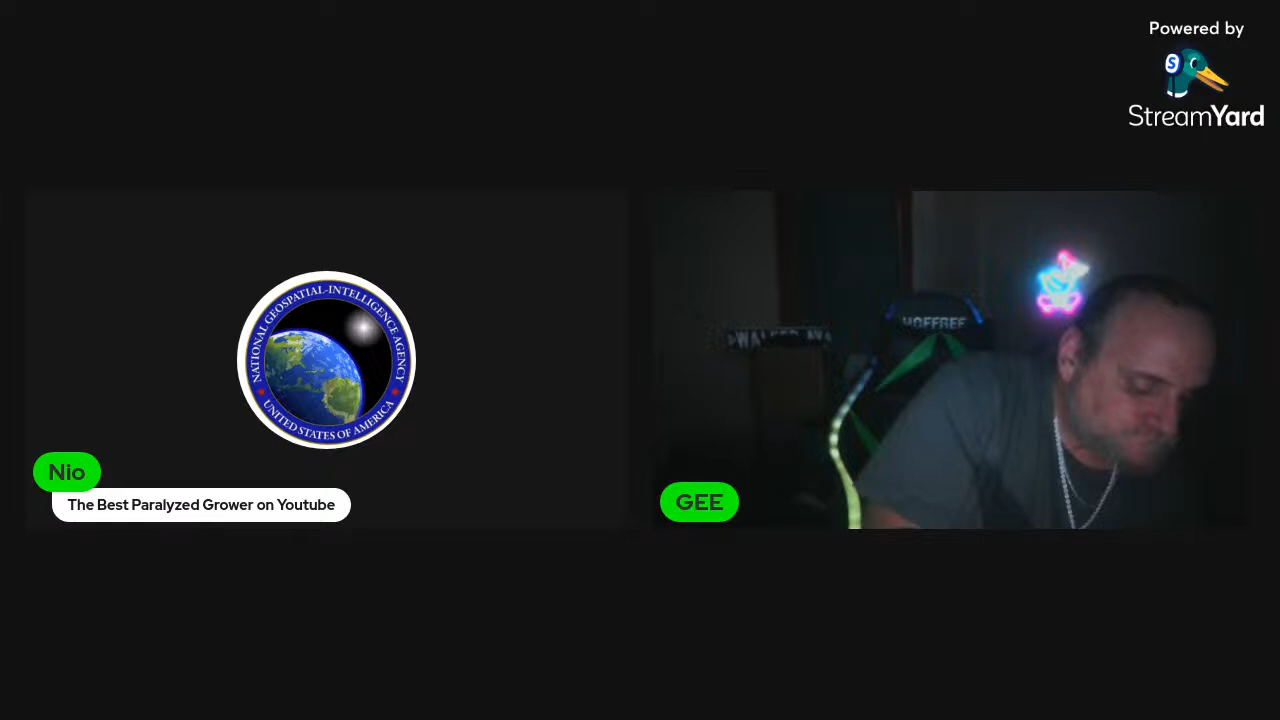 Powered by
S
StreamYard
NATIONAL GEOSPATIAL-INTELLIGENCE AGENCY
UNITED STATES OF AMERICA
HOFFREE
Nio
The Best Paralyzed Grower on Youtube
GEE